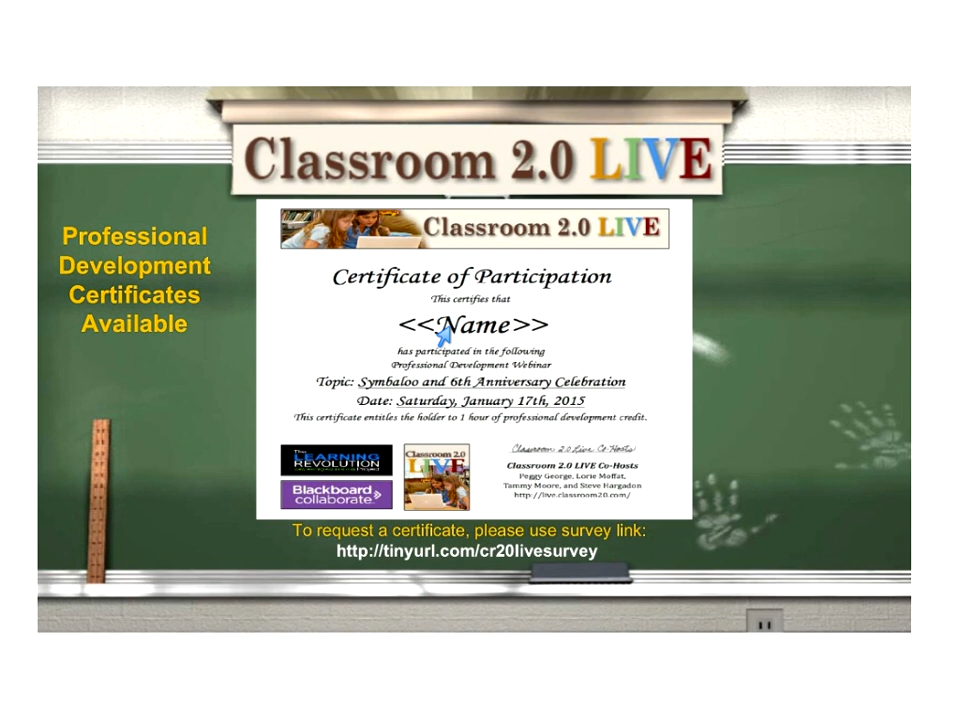 Classroom 2.0 LIVE
Professional
Development
Certificates
Available
Classroom 2.0 LIVE
Certificate of Participation
This certifies that
<<Name>>
has participated in the following
Professional Development Webinar
Topic: Symbaloo and 6th Anniversary Celebration
Date: Saturday, January 17th, 2015
This certificate entitles the holder to 1 hour of professional development credit.
The
LEARNING
REVOLUTION
Project
Blackboard
collaborate
Classroom 2.0
LIVE
Classroom 2.0 Live Co-Hosts
Classroom 2.0 LIVE Co-Hosts
Peggy George, Lorie Moffat,
Tammy Moore, and Steve Hargadon
http://live.classroom20.com/
To request a certificate, please use survey link:
http://tinyurl.com/cr20livesurvey